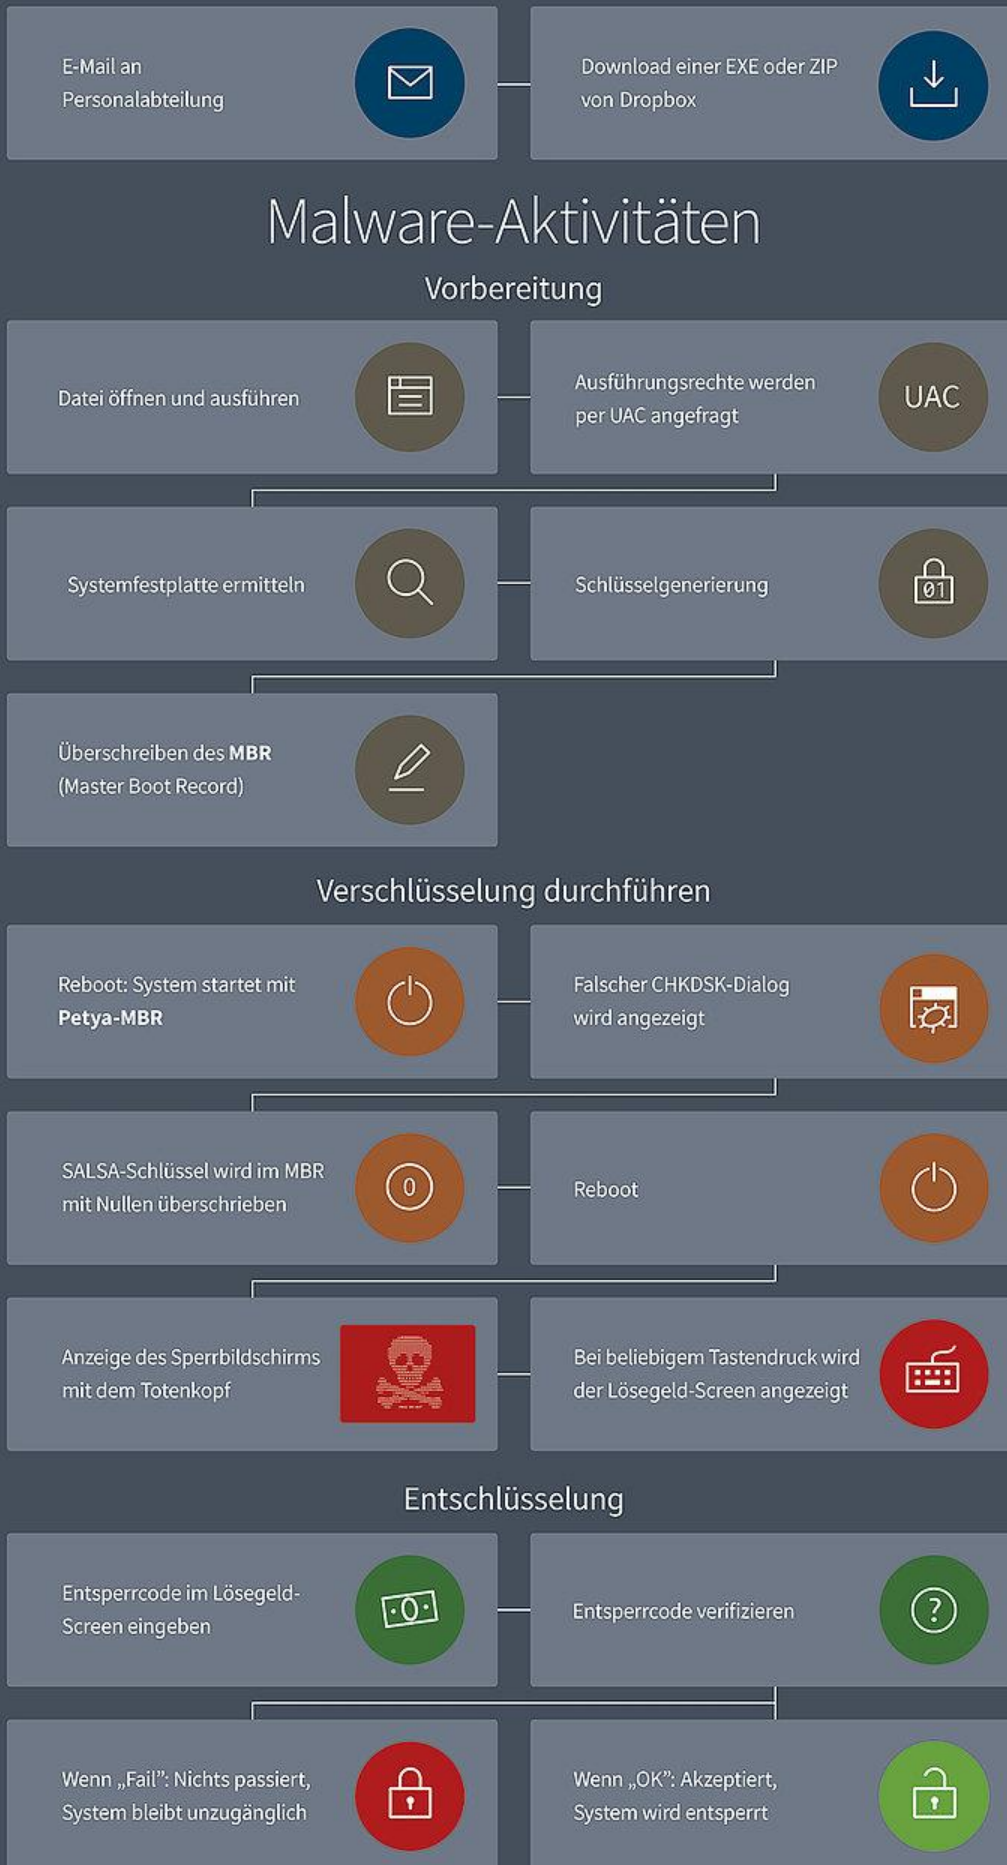 E-Mail an
Personalabteilung
Download einer EXE oder ZIP
von Dropbox
Malware-Aktivitäten
Vorbereitung
Datei öffnen und ausführen
Ausführungsrechte werden
per UAC angefragt
UAC
Systemfestplatte ermitteln
Schlüsselgenerierung
01
Überschreiben des MBR
(Master Boot Record)
Verschlüsselung durchführen
Reboot: System startet mit
Petya-MBR
Falscher CHKDSK-Dialog
wird angezeigt
SALSA-Schlüssel wird im MBR
mit Nullen überschrieben
0
Reboot
Anzeige des Sperrbildschirms
mit dem Totenkopf
Bei beliebigem Tastendruck wird
der Lösegeld-Screen angezeigt
Entschlüsselung
Entsperrcode im Lösegeld-
Screen eingeben
Entsperrcode verifizieren
?
Wenn „Fail”: Nichts passiert,
System bleibt unzugänglich
Wenn „OK”: Akzeptiert,
System wird entsperrt